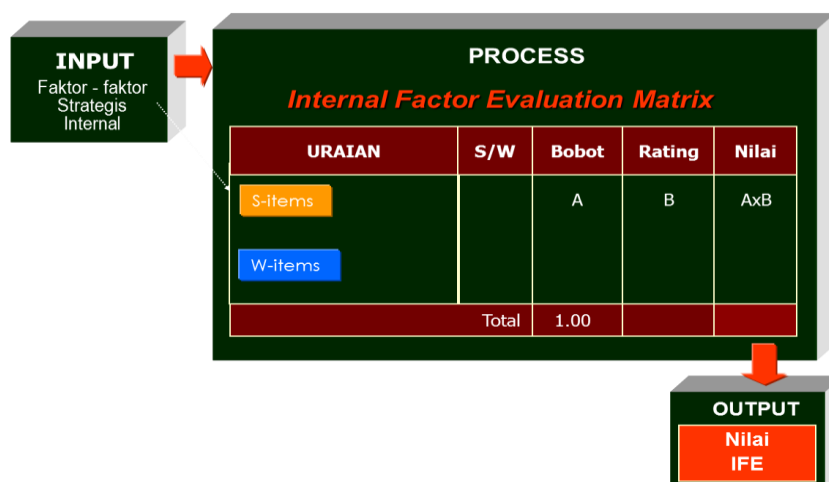 INPUT
Faktor - faktor
Strategis
Internal
PROCESS
Internal Factor Evaluation Matrix
URAIAN S/W Bobot Rating Nilai
S-items A B AxB
W-items
Total 1.00
OUTPUT
Nilai
IFE